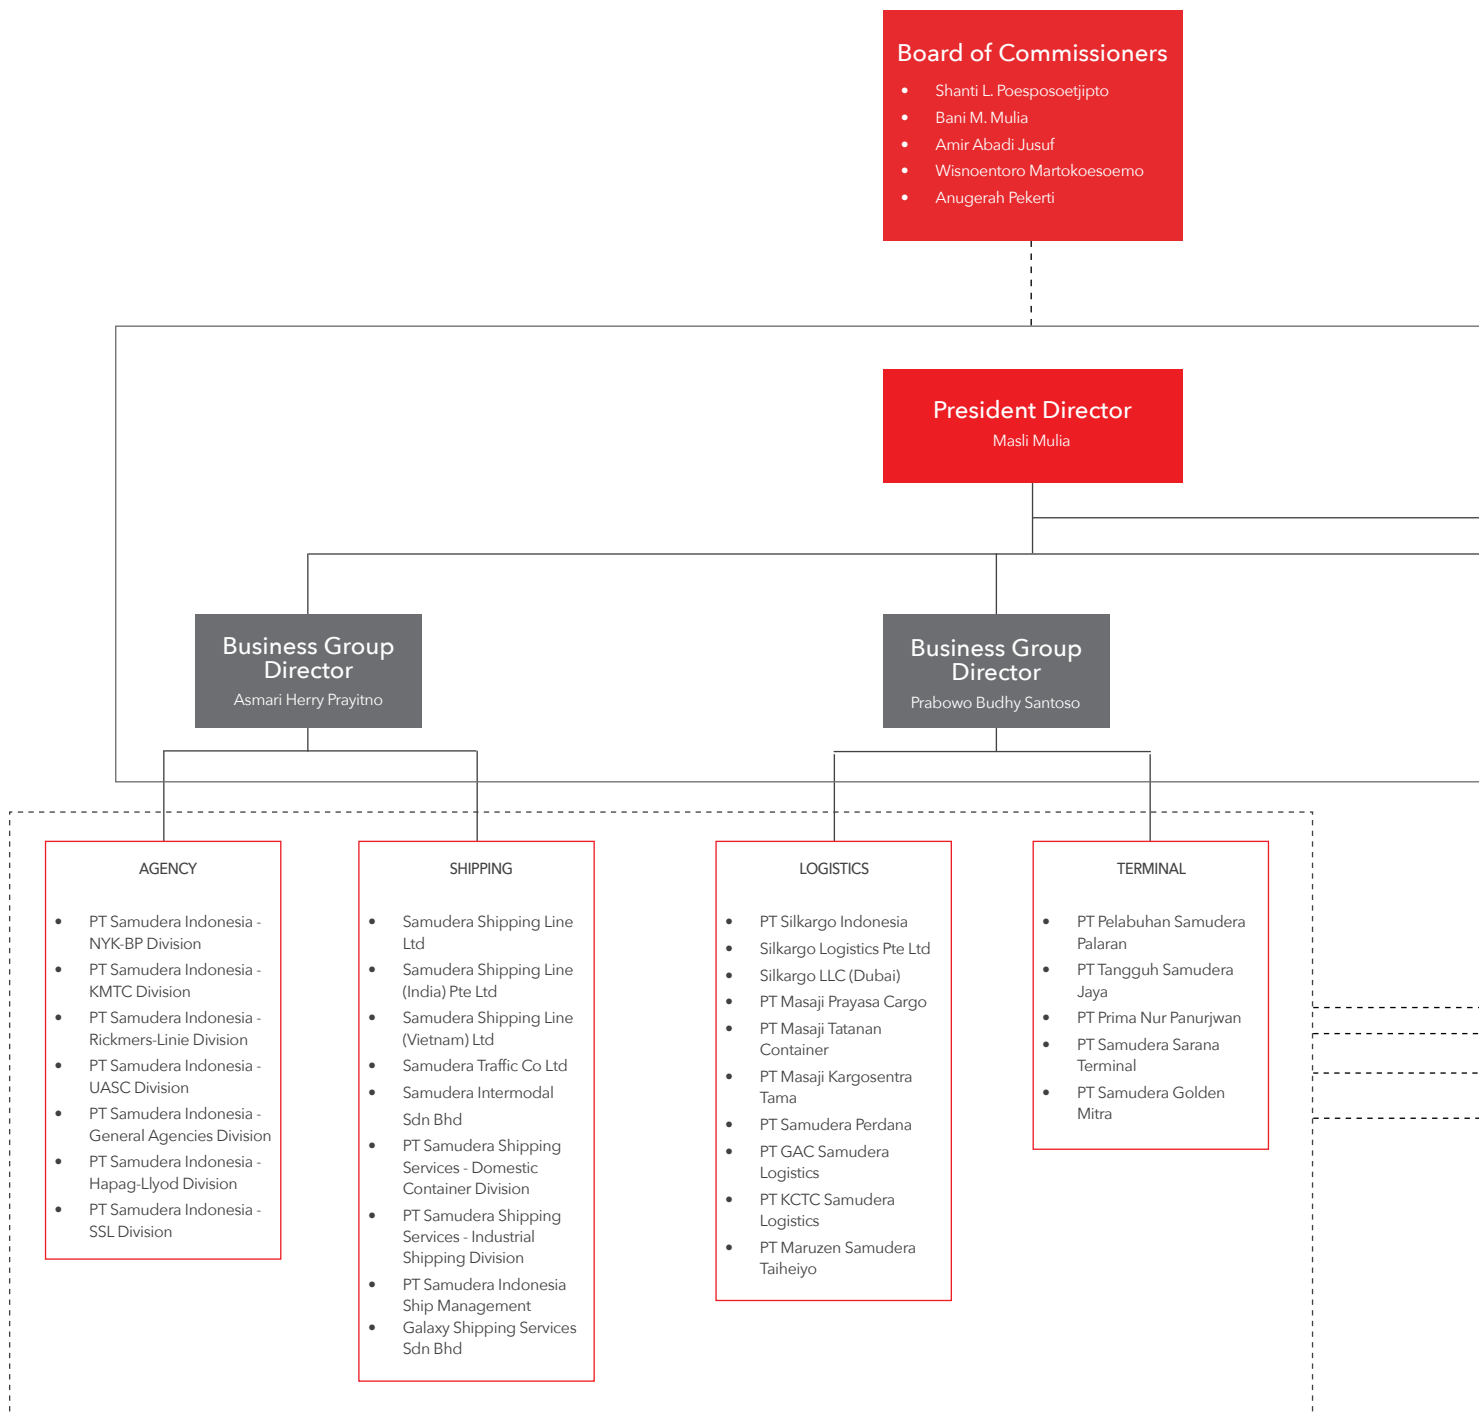 Board of Commissioners
• Shanti L. Poesposoetjipto
• Bani M. Mulia
• Amir Abadi Jusuf
• Wisnoentoro Martokoesoemo
• Anugerah Pekerti
President Director
Masli Mulia
Business Group
Director
Asmari Herry Prayitno
Business Group
Director
Prabowo Budhy Santoso
AGENCY
• PT Samudera Indonesia -
NYK-BP Division
• PT Samudera Indonesia -
KMTC Division
• PT Samudera Indonesia -
Rickmers-Linie Division
• PT Samudera Indonesia -
UASC Division
• PT Samudera Indonesia -
General Agencies Division
• PT Samudera Indonesia -
Hapag-Llyod Division
• PT Samudera Indonesia -
SSL Division
SHIPPING
• Samudera Shipping Line
Ltd
• Samudera Shipping Line
(India) Pte Ltd
• Samudera Shipping Line
(Vietnam) Ltd
• Samudera Traffic Co Ltd
• Samudera Intermodal
Sdn Bhd
• PT Samudera Shipping
Services - Domestic
Container Division
• PT Samudera Shipping
Services - Industrial
Shipping Division
• PT Samudera Indonesia
Ship Management
• Galaxy Shipping Services
Sdn Bhd
LOGISTICS
• PT Silkargo Indonesia
• Silkargo Logistics Pte Ltd
• Silkargo LLC (Dubai)
• PT Masaji Prayasa Cargo
• PT Masaji Tatanan
Container
• PT Masaji Kargosentra
Tama
• PT Samudera Perdana
• PT GAC Samudera
Logistics
• PT KCTC Samudera
Logistics
• PT Maruzen Samudera
Taiheiyo
TERMINAL
• PT Pelabuhan Samudera
Palaran
• PT Tangguh Samudera
Jaya
• PT Prima Nur Panurjwan
• PT Samudera Sarana
Terminal
• PT Samudera Golden
Mitra